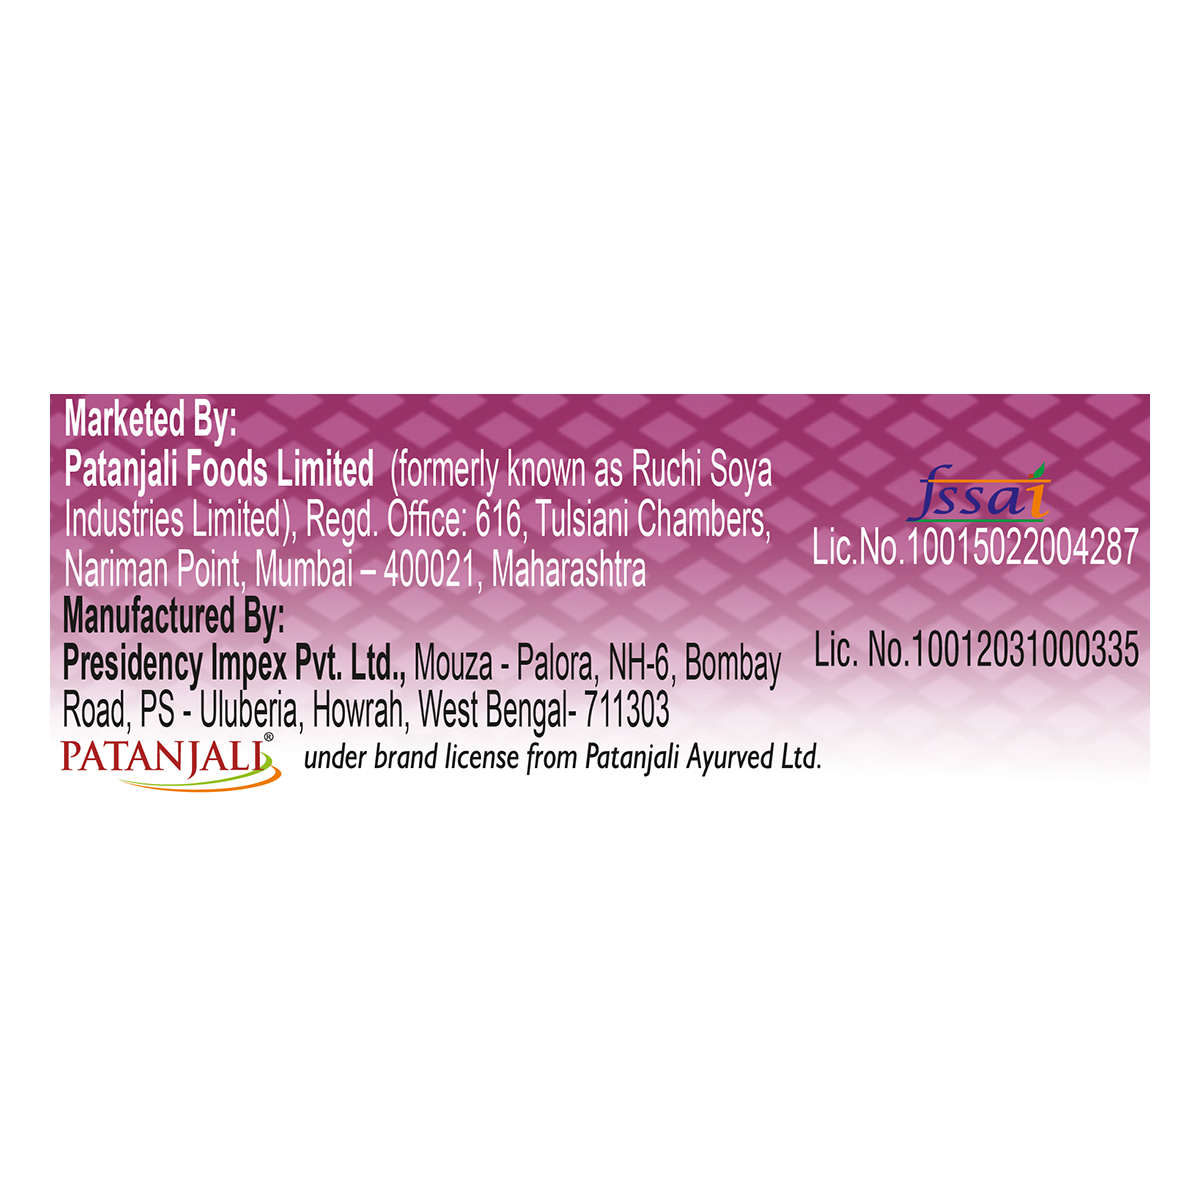 Marketed By:
Patanjali Foods Limited (formerly known as Ruchi Soya
Industries Limited), Regd. Office: 616, Tulsiani Chambers,
Nariman Point, Mumbai – 400021, Maharashtra
fssai
Lic.No.10015022004287
Manufactured By:
Presidency Impex Pvt. Ltd., Mouza - Palora, NH-6, Bombay
Road, PS - Uluberia, Howrah, West Bengal- 711303
Lic. No.10012031000335
PATANJALI® under brand license from Patanjali Ayurved Ltd.